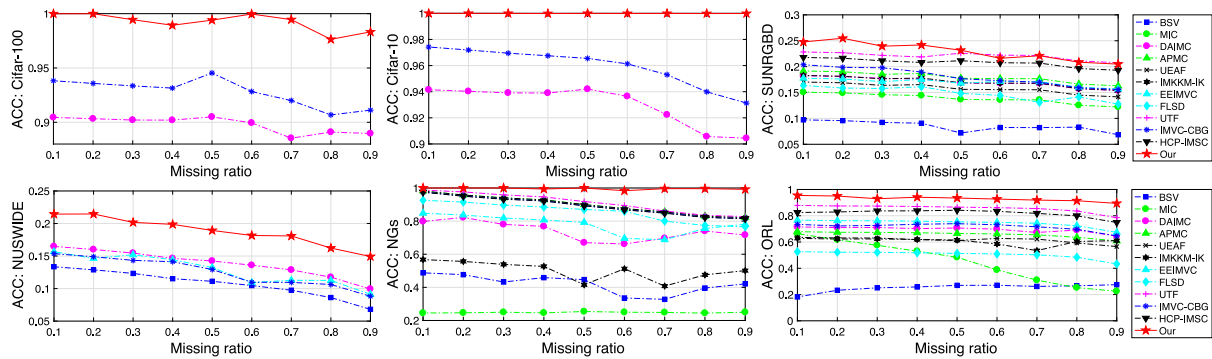 ACC: Cifar-100
1
0.95
0.9
0.1 0.2 0.3 0.4 0.5 0.6 0.7 0.8 0.9
Missing ratio
ACC: Cifar-10
1
0.98
0.96
0.94
0.92
0.9
0.1 0.2 0.3 0.4 0.5 0.6 0.7 0.8 0.9
Missing ratio
ACC: SUNRGBD
0.3
0.25
0.2
0.15
0.1
0.05
0.1 0.2 0.3 0.4 0.5 0.6 0.7 0.8 0.9
Missing ratio
BSV
MIC
DAIMC
APMC
UEAF
IMKKM-IK
EEIMVC
FLSD
UTF
IMVC-CBG
HCP-IMSC
Our
ACC: NUSWIDE
0.25
0.2
0.15
0.1
0.05
0.1 0.2 0.3 0.4 0.5 0.6 0.7 0.8 0.9
Missing ratio
ACC: NGs
1
0.8
0.6
0.4
0.2
0.1 0.2 0.3 0.4 0.5 0.6 0.7 0.8 0.9
Missing ratio
ACC: ORL
1
0.8
0.6
0.4
0.2
0
0.1 0.2 0.3 0.4 0.5 0.6 0.7 0.8 0.9
Missing ratio
BSV
MIC
DAIMC
APMC
UEAF
IMKKM-IK
EEIMVC
FLSD
UTF
IMVC-CBG
HCP-IMSC
Our